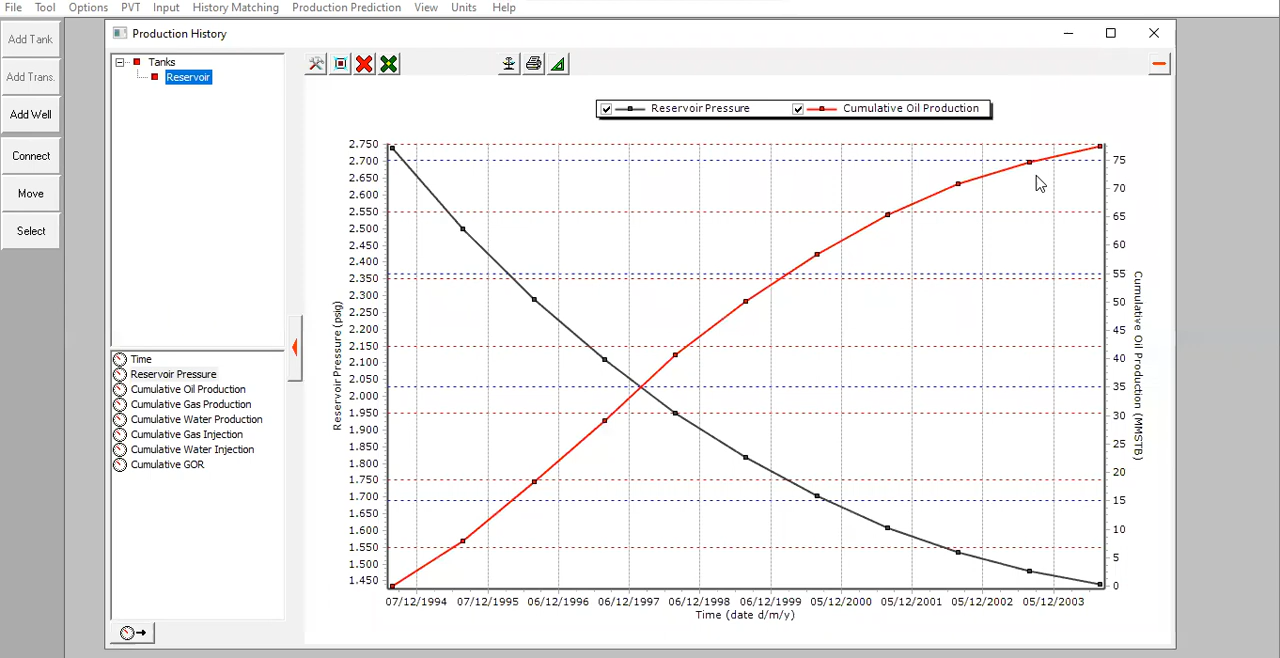 File Tool Options PVT Input History Matching Production Prediction View Units Help
Add Tank
Add Trans.
Add Well
Connect
Move
Select
Production History
Tanks
Reservoir
Time
Reservoir Pressure
Cumulative Oil Production
Cumulative Gas Production
Cumulative Water Production
Cumulative Gas Injection
Cumulative Water Injection
Cumulative GOR
Reservoir Pressure Cumulative Oil Production
Reservoir Pressure (psig)
2.750
2.700
2.650
2.600
2.550
2.500
2.450
2.400
2.350
2.300
2.250
2.200
2.150
2.100
2.050
2.000
1.950
1.900
1.850
1.800
1.750
1.700
1.650
1.600
1.550
1.500
1.450
75
70
65
60
55
50
45
40
35
30
25
20
15
10
5
0
Cumulative Oil Production (MMSTB)
07/12/1994 07/12/1995 06/12/1996 06/12/1997 06/12/1998 06/12/1999 05/12/2000 05/12/2001 05/12/2002 05/12/2003
Time (date d/m/y)